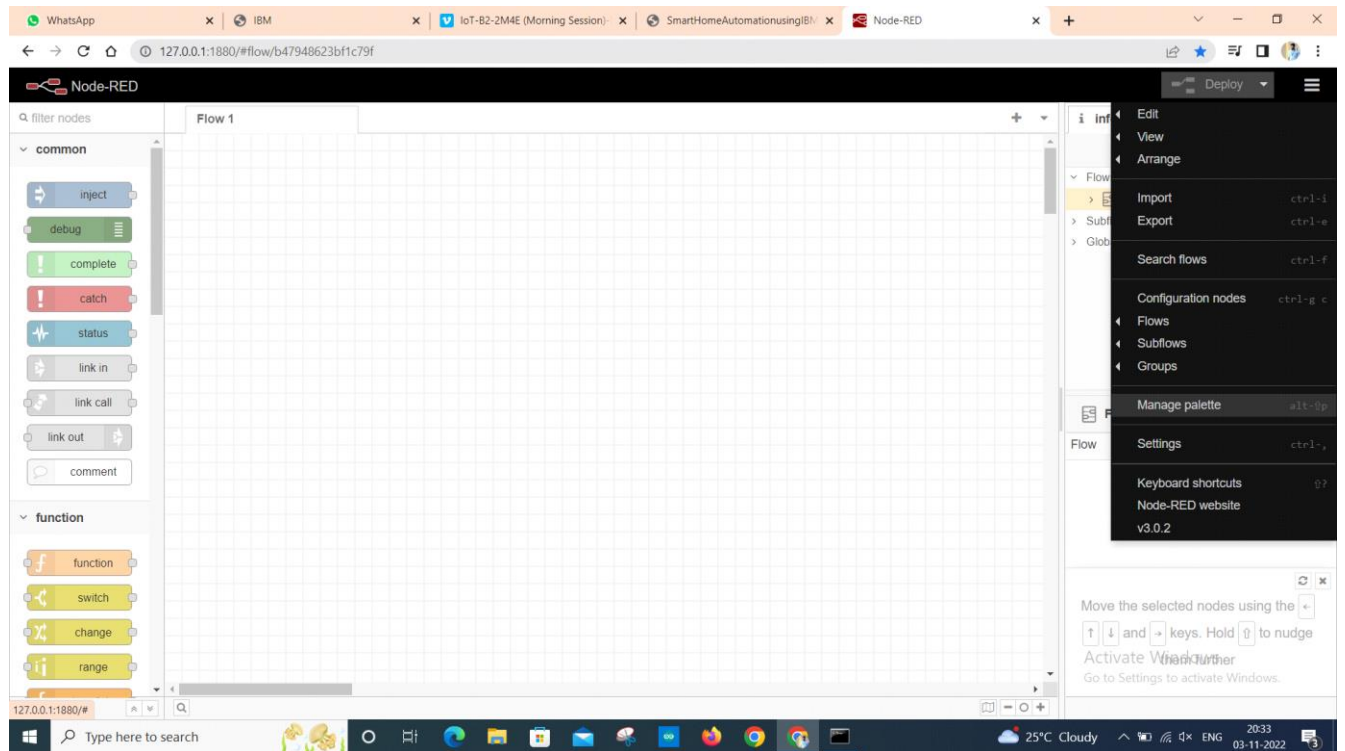 WhatsApp
IBM
IoT-B2-2M4E (Morning Session)-
SmartHomeAutomationusingIBM
Node-RED
127.0.0.1:1880/#flow/b47948623bf1c79f
Node-RED
Deploy
filter nodes
Flow 1
common
inject
debug
complete
catch
status
link in
link call
link out
comment
function
function
switch
change
range
127.0.0.1:1880/#
i inf
Flow
Subf
Glob
F
Flow
Edit
View
Arrange
Import ctrl-i
Export ctrl-e
Search flows ctrl-f
Configuration nodes ctrl-g c
Flows
Subflows
Groups
Manage palette alt-⇧p
Settings ctrl-,
Keyboard shortcuts ⇧?
Node-RED website
v3.0.2
Move the selected nodes using the ←
↑ ↓ and → keys. Hold ⇧ to nudge
them further
Activate Windows
Go to Settings to activate Windows.
Type here to search
25°C Cloudy
ENG
20:33
03-11-2022
3